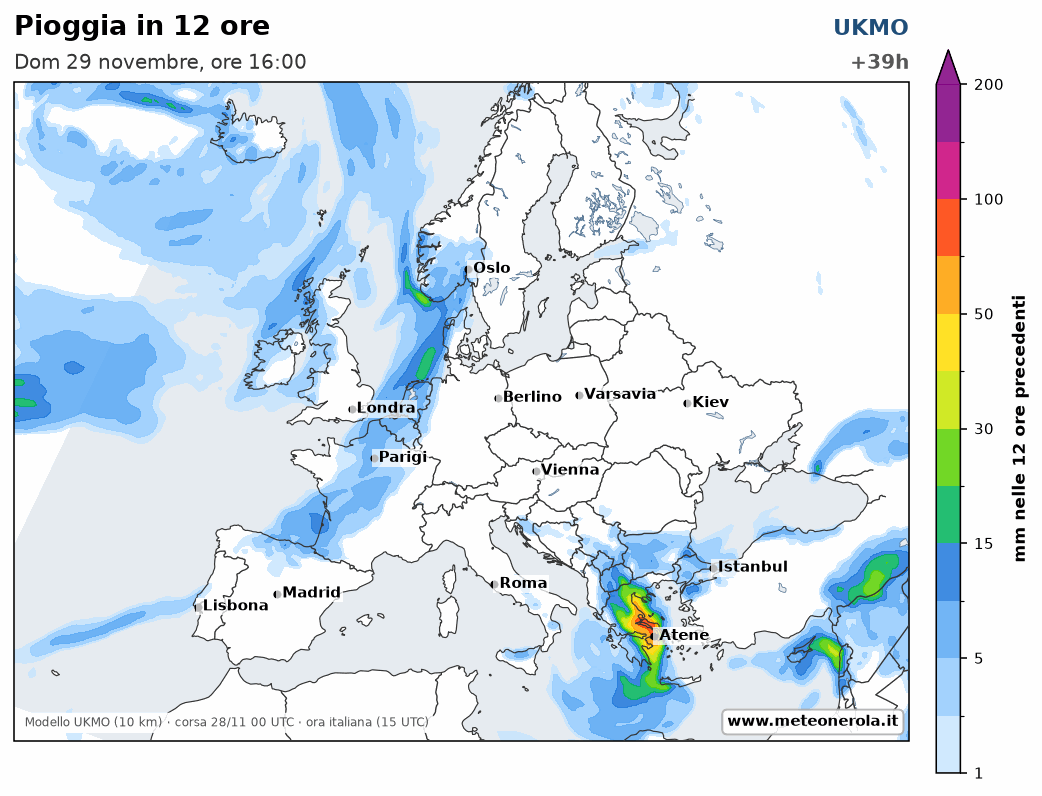 Pioggia in 12 ore
UKMO
Dom 29 novembre, ore 16:00
+39h
200
100
50
30
15
5
1
mm nelle 12 ore precedenti
Oslo
Berlino
Varsavia
Kiev
Londra
Parigi
Vienna
Istanbul
Roma
Madrid
Lisbona
Atene
Modello UKMO (10 km) · corsa 28/11 00 UTC · ora italiana (15 UTC)
www.meteonerola.it